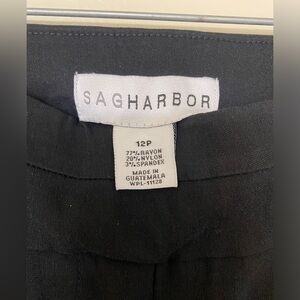 SAGHARBOR
12P
77% RAYON
20% NYLON
3% SPANDEX
MADE IN
GUATEMALA
WPL-11128